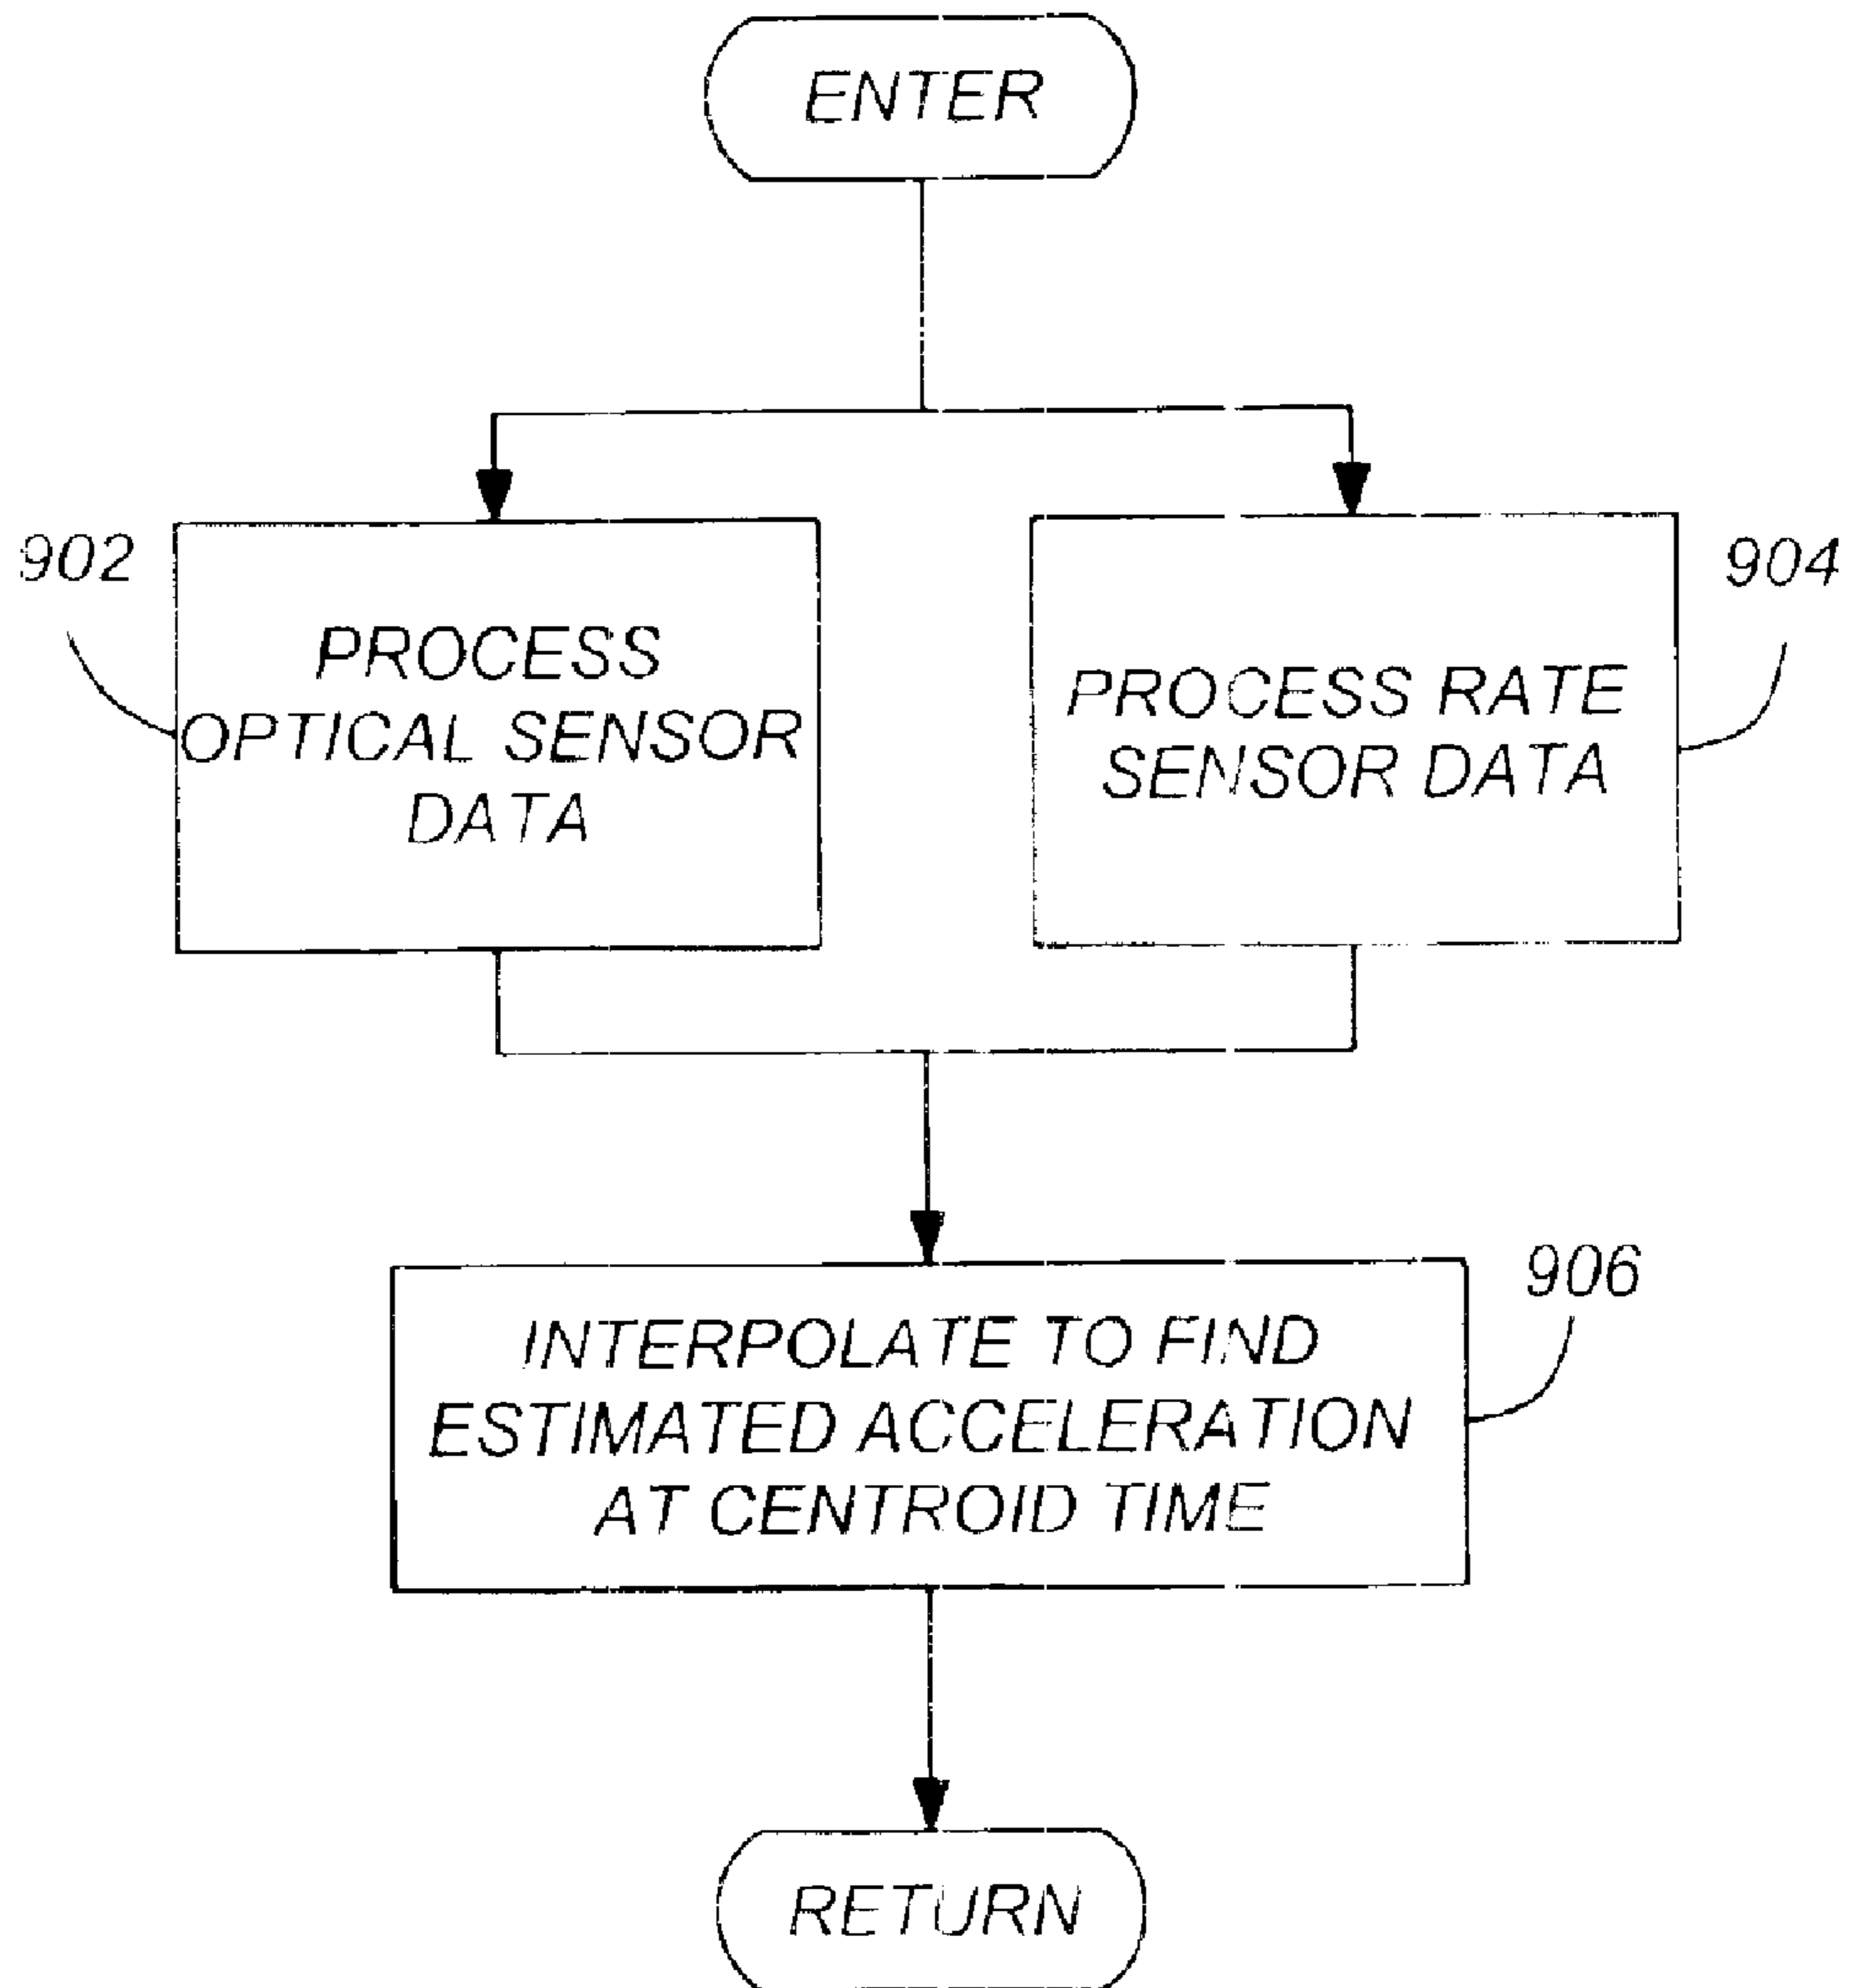 ENTER
902
PROCESS
OPTICAL SENSOR
DATA
904
PROCESS RATE
SENSOR DATA
906
INTERPOLATE TO FIND
ESTIMATED ACCELERATION
AT CENTROID TIME
RETURN